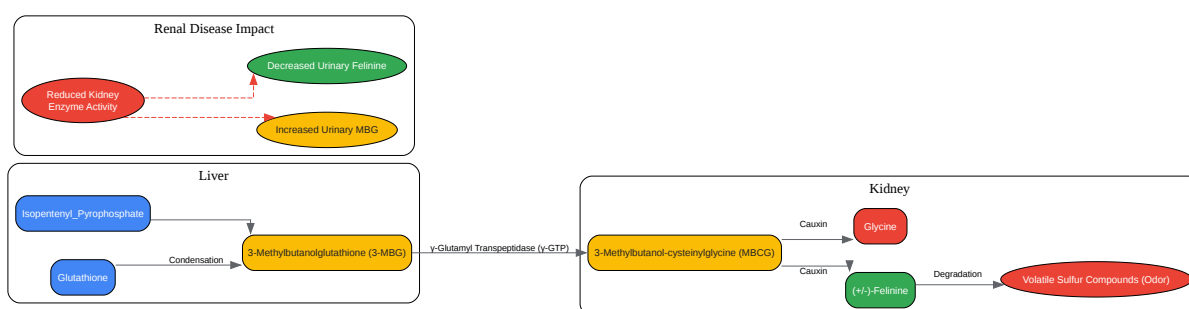 Renal Disease Impact
Decreased Urinary Felinine
Reduced Kidney
Enzyme Activity
Increased Urinary MBG
Liver
Isopentenyl_Pyrophosphate
Glutathione
Condensation
3-Methylbutanolglutathione (3-MBG)
γ-Glutamyl Transpeptidase (γ-GTP)
Kidney
3-Methylbutanol-cysteinylglycine (MBCG)
Cauxin
Glycine
Cauxin
(+/-)-Felinine
Degradation
Volatile Sulfur Compounds (Odor)